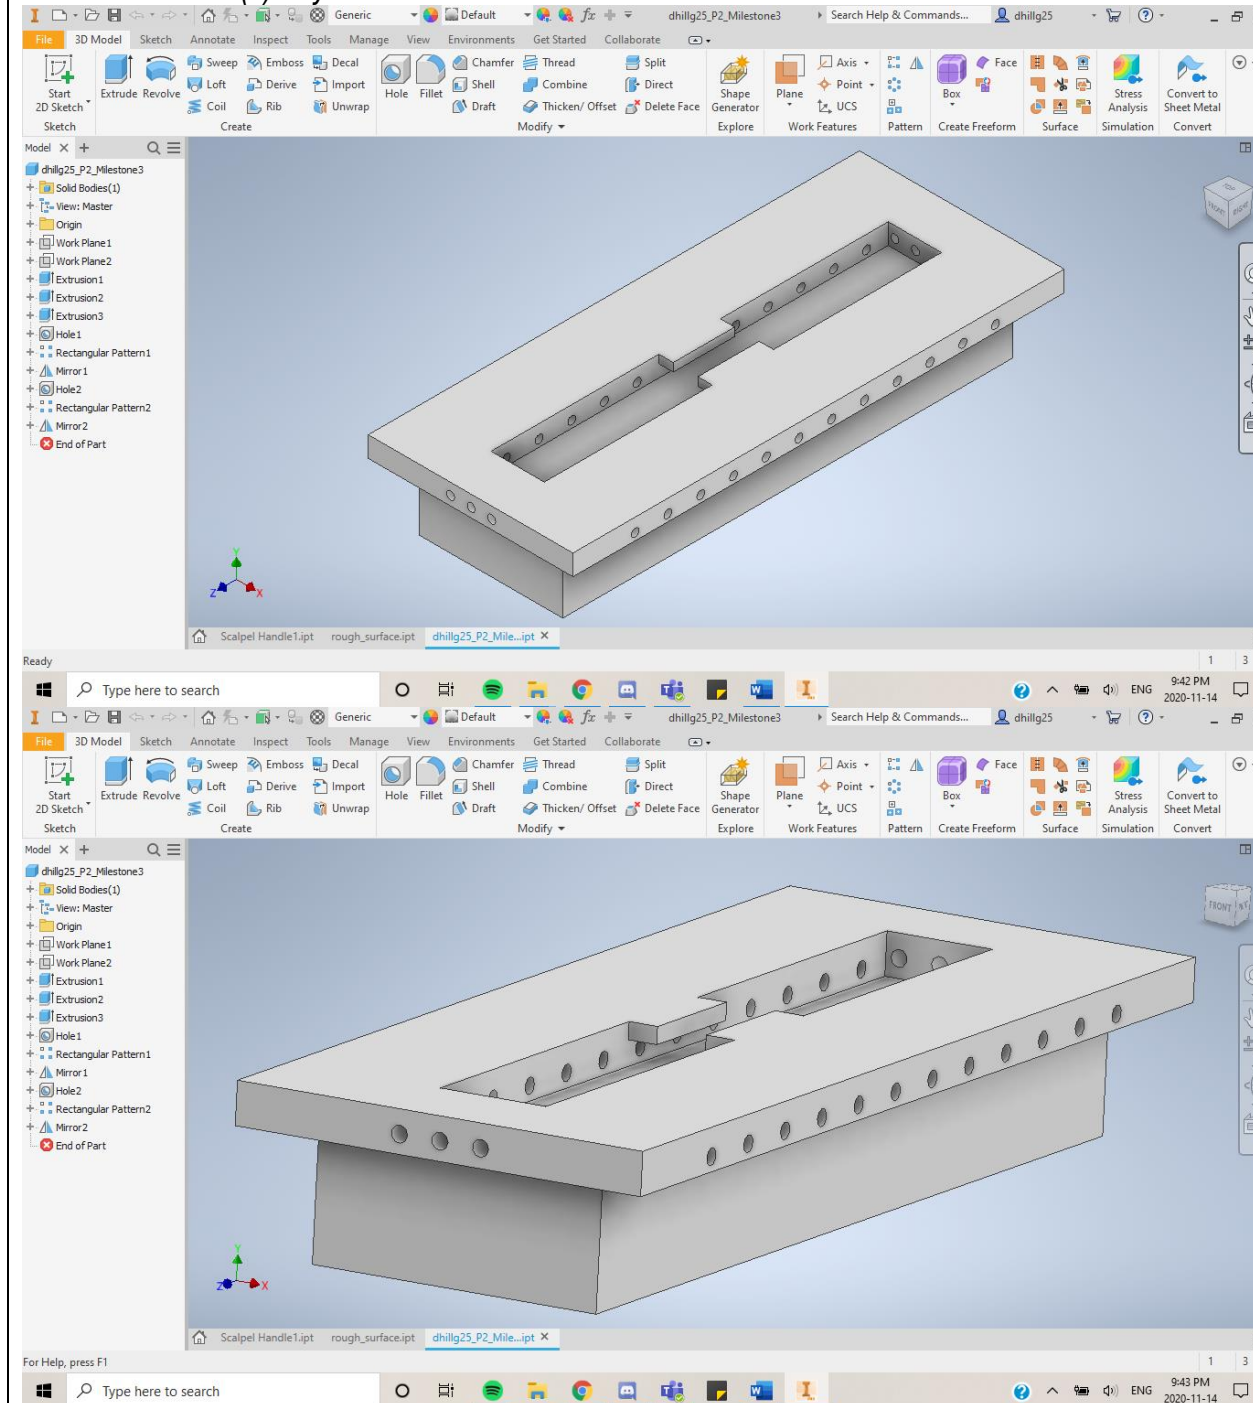 Generic Default fx dhillg25_P2_Milestone3 Search Help & Commands... dhillg25
File 3D Model Sketch Annotate Inspect Tools Manage View Environments Get Started Collaborate
Start 2D Sketch Extrude Revolve Sweep Emboss Decal Hole Fillet Chamfer Thread Split Shape Generator Plane Axis Box Face Stress Analysis Convert to Sheet Metal
Loft Derive Import Shell Combine Direct Point
Coil Rib Unwrap Draft Thicken/ Offset Delete Face UCS
Sketch Create Modify Explore Work Features Pattern Create Freeform Surface Simulation Convert
Model × +
dhillg25_P2_Milestone3
Solid Bodies(1)
View: Master
Origin
Work Plane1
Work Plane2
Extrusion1
Extrusion2
Extrusion3
Hole1
Rectangular Pattern1
Mirror1
Hole2
Rectangular Pattern2
Mirror2
End of Part
TOP FRONT RIGHT
Y
Z X
Scalpel Handle1.ipt rough_surface.ipt dhillg25_P2_Mile...ipt ×
Ready 1 3
Type here to search ENG 9:42 PM
2020-11-14
Generic Default fx dhillg25_P2_Milestone3 Search Help & Commands... dhillg25
File 3D Model Sketch Annotate Inspect Tools Manage View Environments Get Started Collaborate
Start 2D Sketch Extrude Revolve Sweep Emboss Decal Hole Fillet Chamfer Thread Split Shape Generator Plane Axis Box Face Stress Analysis Convert to Sheet Metal
Loft Derive Import Shell Combine Direct Point
Coil Rib Unwrap Draft Thicken/ Offset Delete Face UCS
Sketch Create Modify Explore Work Features Pattern Create Freeform Surface Simulation Convert
Model × +
dhillg25_P2_Milestone3
Solid Bodies(1)
View: Master
Origin
Work Plane1
Work Plane2
Extrusion1
Extrusion2
Extrusion3
Hole1
Rectangular Pattern1
Mirror1
Hole2
Rectangular Pattern2
Mirror2
End of Part
FRONT
Y
Z X
Scalpel Handle1.ipt rough_surface.ipt dhillg25_P2_Mile...ipt ×
For Help, press F1 1 3
Type here to search ENG 9:43 PM
2020-11-14